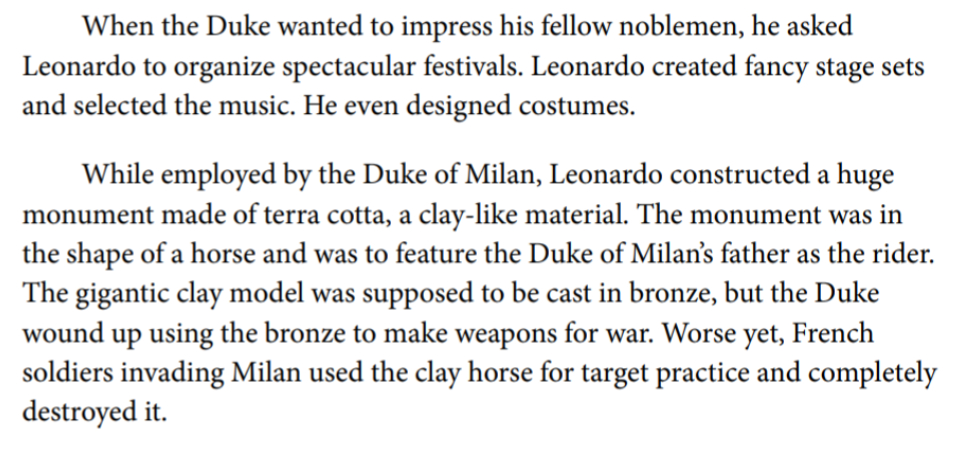 When the Duke wanted to impress his fellow noblemen, he asked
Leonardo to organize spectacular festivals. Leonardo created fancy stage sets
and selected the music. He even designed costumes.
While employed by the Duke of Milan, Leonardo constructed a huge
monument made of terra cotta, a clay-like material. The monument was in
the shape of a horse and was to feature the Duke of Milan’s father as the rider.
The gigantic clay model was supposed to be cast in bronze, but the Duke
wound up using the bronze to make weapons for war. Worse yet, French
soldiers invading Milan used the clay horse for target practice and completely
destroyed it.